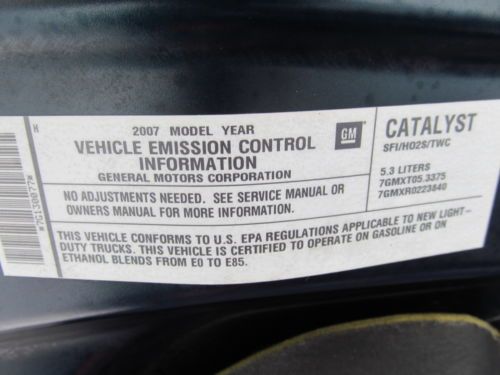 H
*7G130077*
2007 MODEL YEAR
VEHICLE EMISSION CONTROL
INFORMATION
GENERAL MOTORS CORPORATION
GM
CATALYST
SFI/HO2S/TWC
5.3 LITERS
7GMXT05.3375
7GMXR0223840
NO ADJUSTMENTS NEEDED. SEE SERVICE MANUAL OR
OWNERS MANUAL FOR MORE INFORMATION.
THIS VEHICLE CONFORMS TO U.S. EPA REGULATIONS APPLICABLE TO NEW LIGHT-
DUTY TRUCKS. THIS VEHICLE IS CERTIFIED TO OPERATE ON GASOLINE OR ON
ETHANOL BLENDS FROM E0 TO E85.